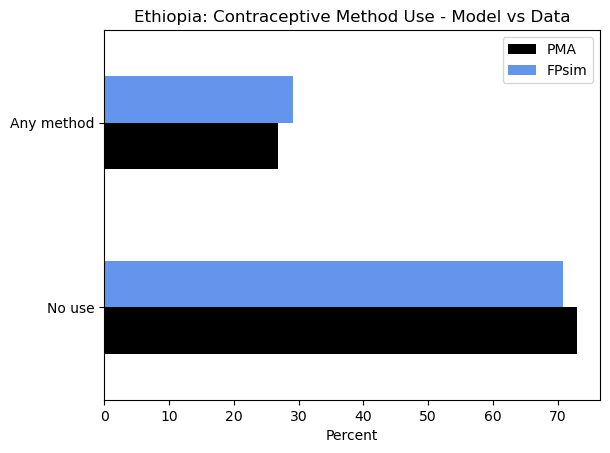 Ethiopia: Contraceptive Method Use - Model vs Data
PMA
FPsim
Any method
No use
0 10 20 30 40 50 60 70
Percent